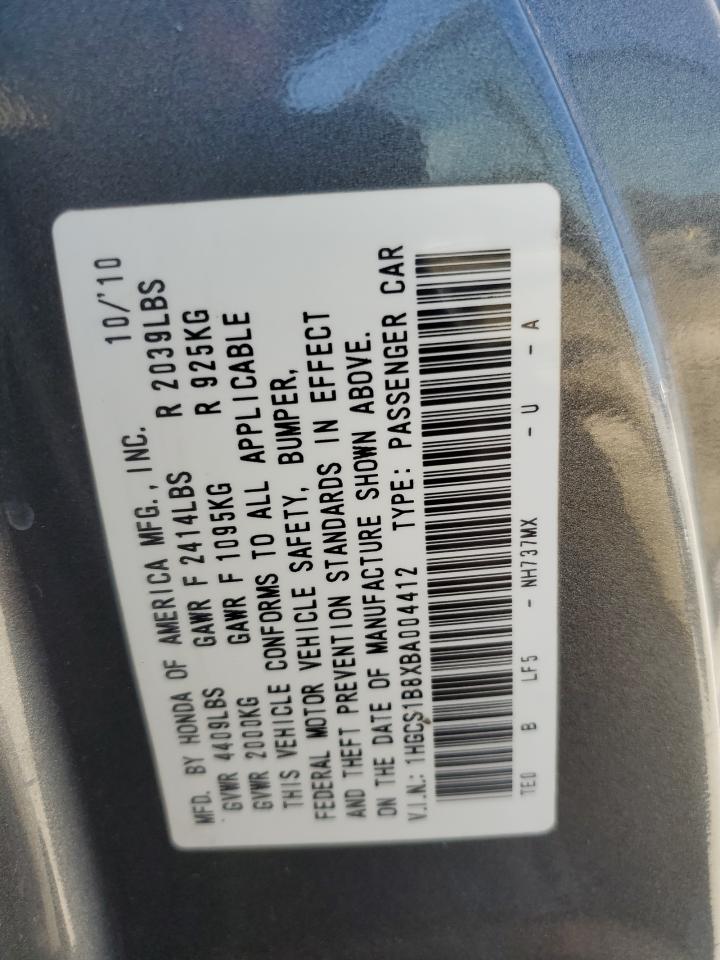 MFD. BY HONDA OF AMERICA MFG., INC. 10/'10
GVWR 4409LBS GAWR F 2414LBS R 2039LBS
GVWR 2000KG GAWR F 1095KG R 925KG
THIS VEHICLE CONFORMS TO ALL APPLICABLE
FEDERAL MOTOR VEHICLE SAFETY, BUMPER,
AND THEFT PREVENTION STANDARDS IN EFFECT
ON THE DATE OF MANUFACTURE SHOWN ABOVE.
V.I.N.: 1HGCS1B8XBA004412 TYPE: PASSENGER CAR
TE0 B LF5 - NH737MX - U - A